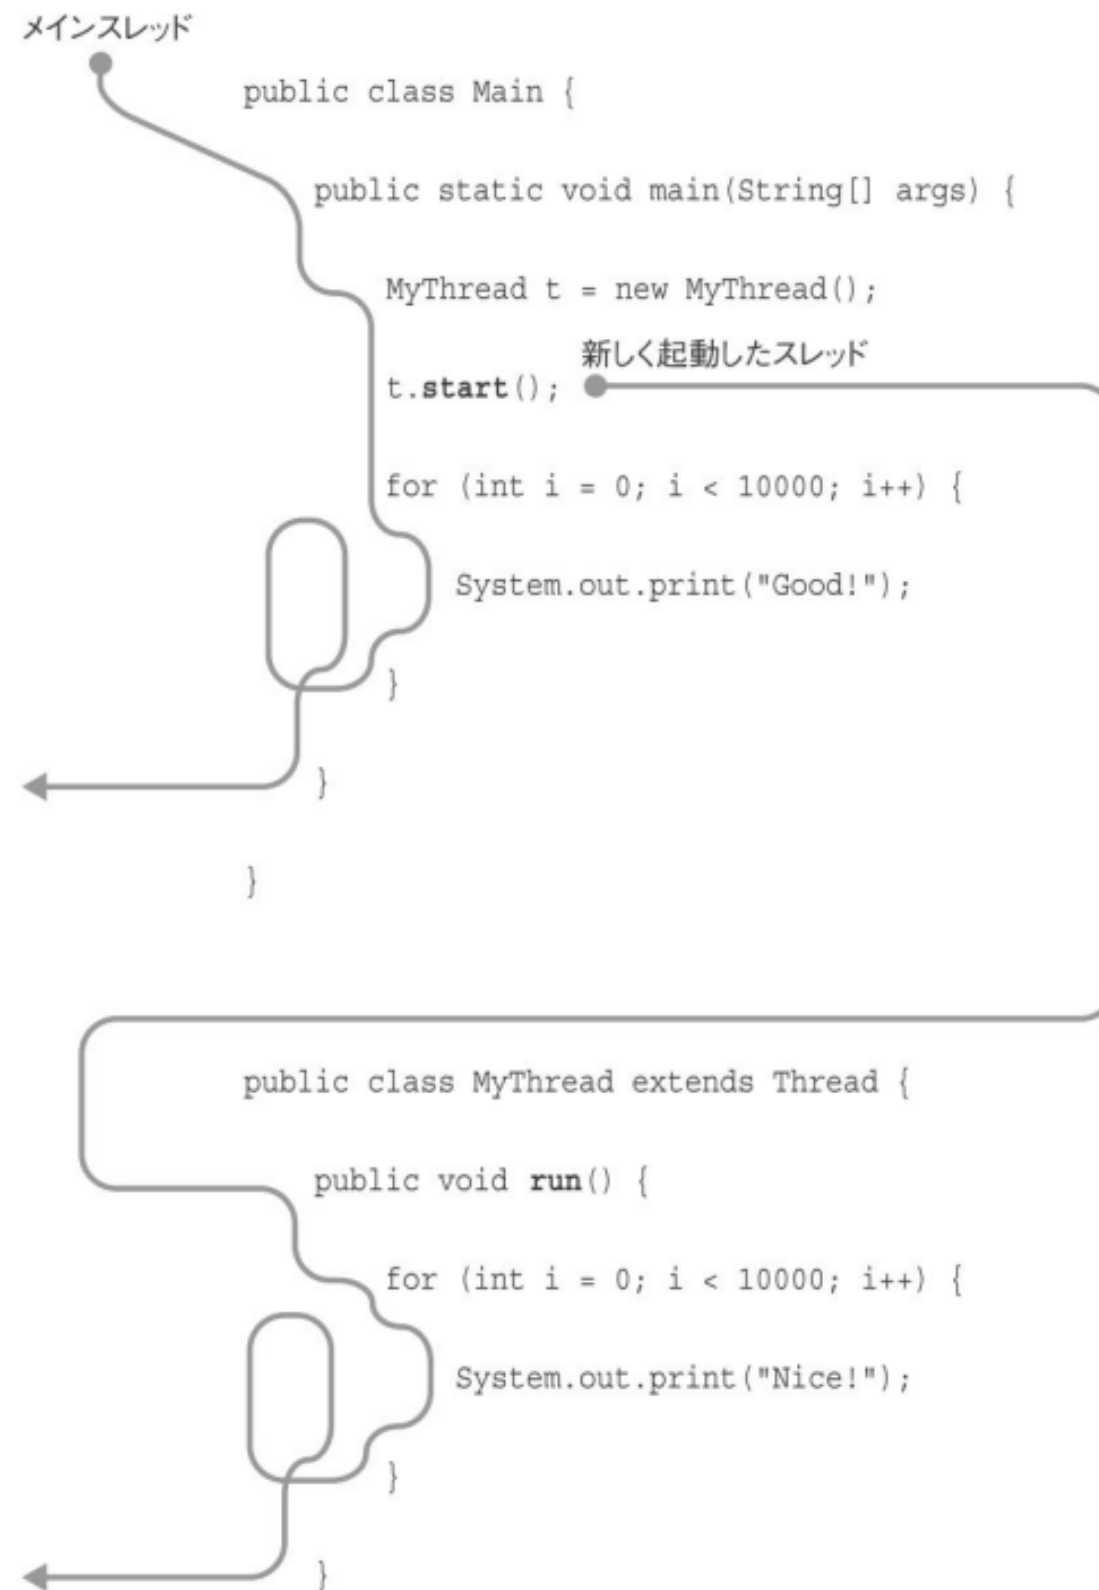 メインスレッド
public class Main {
public static void main(String[] args) {
MyThread t = new MyThread();
新しく起動したスレッド
t.start();
for (int i = 0; i < 10000; i++) {
System.out.print("Good!");
}
}
}
public class MyThread extends Thread {
public void run() {
for (int i = 0; i < 10000; i++) {
System.out.print("Nice!");
}
}